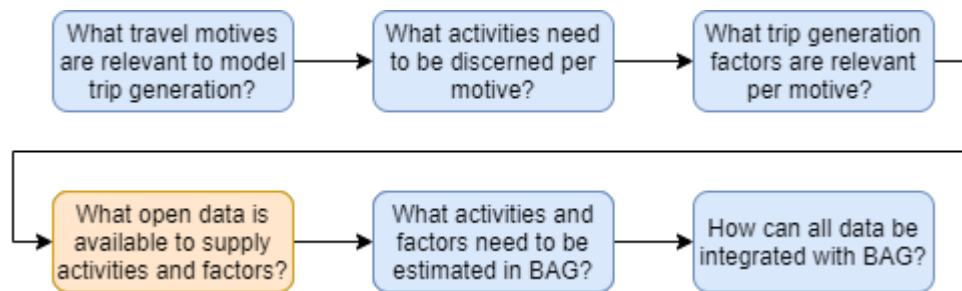 What travel motives
are relevant to model
trip generation?
What activities need
to be discerned per
motive?
What trip generation
factors are relevant
per motive?
What open data is
available to supply
activities and factors?
What activities and
factors need to be
estimated in BAG?
How can all data be
integrated with BAG?